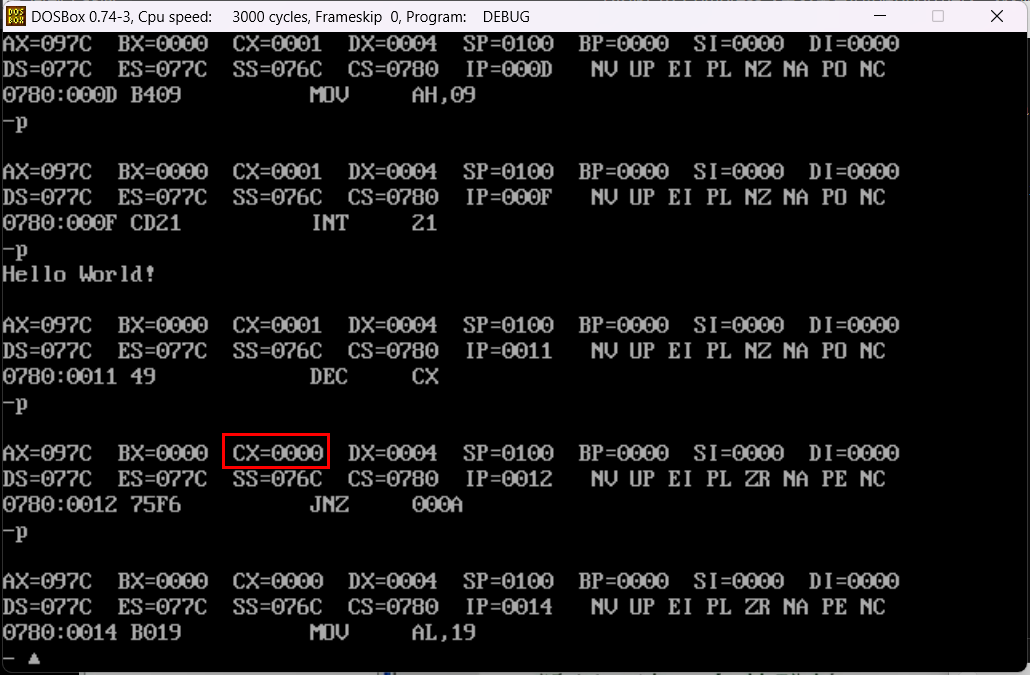 DOSBox 0.74-3, Cpu speed: 3000 cycles, Frameskip 0, Program: DEBUG
AX=097C BX=0000 CX=0001 DX=0004 SP=0100 BP=0000 SI=0000 DI=0000
DS=077C ES=077C SS=076C CS=0780 IP=000D NV UP EI PL NZ NA PO NC
0780:000D B409 MOV AH,09
-p
AX=097C BX=0000 CX=0001 DX=0004 SP=0100 BP=0000 SI=0000 DI=0000
DS=077C ES=077C SS=076C CS=0780 IP=000F NV UP EI PL NZ NA PO NC
0780:000F CD21 INT 21
-p
Hello World!
AX=097C BX=0000 CX=0001 DX=0004 SP=0100 BP=0000 SI=0000 DI=0000
DS=077C ES=077C SS=076C CS=0780 IP=0011 NV UP EI PL NZ NA PO NC
0780:0011 49 DEC CX
-p
AX=097C BX=0000 CX=0000 DX=0004 SP=0100 BP=0000 SI=0000 DI=0000
DS=077C ES=077C SS=076C CS=0780 IP=0012 NV UP EI PL ZR NA PE NC
0780:0012 75F6 JNZ 000A
-p
AX=097C BX=0000 CX=0000 DX=0004 SP=0100 BP=0000 SI=0000 DI=0000
DS=077C ES=077C SS=076C CS=0780 IP=0014 NV UP EI PL ZR NA PE NC
0780:0014 B019 MOV AL,19
- ▲